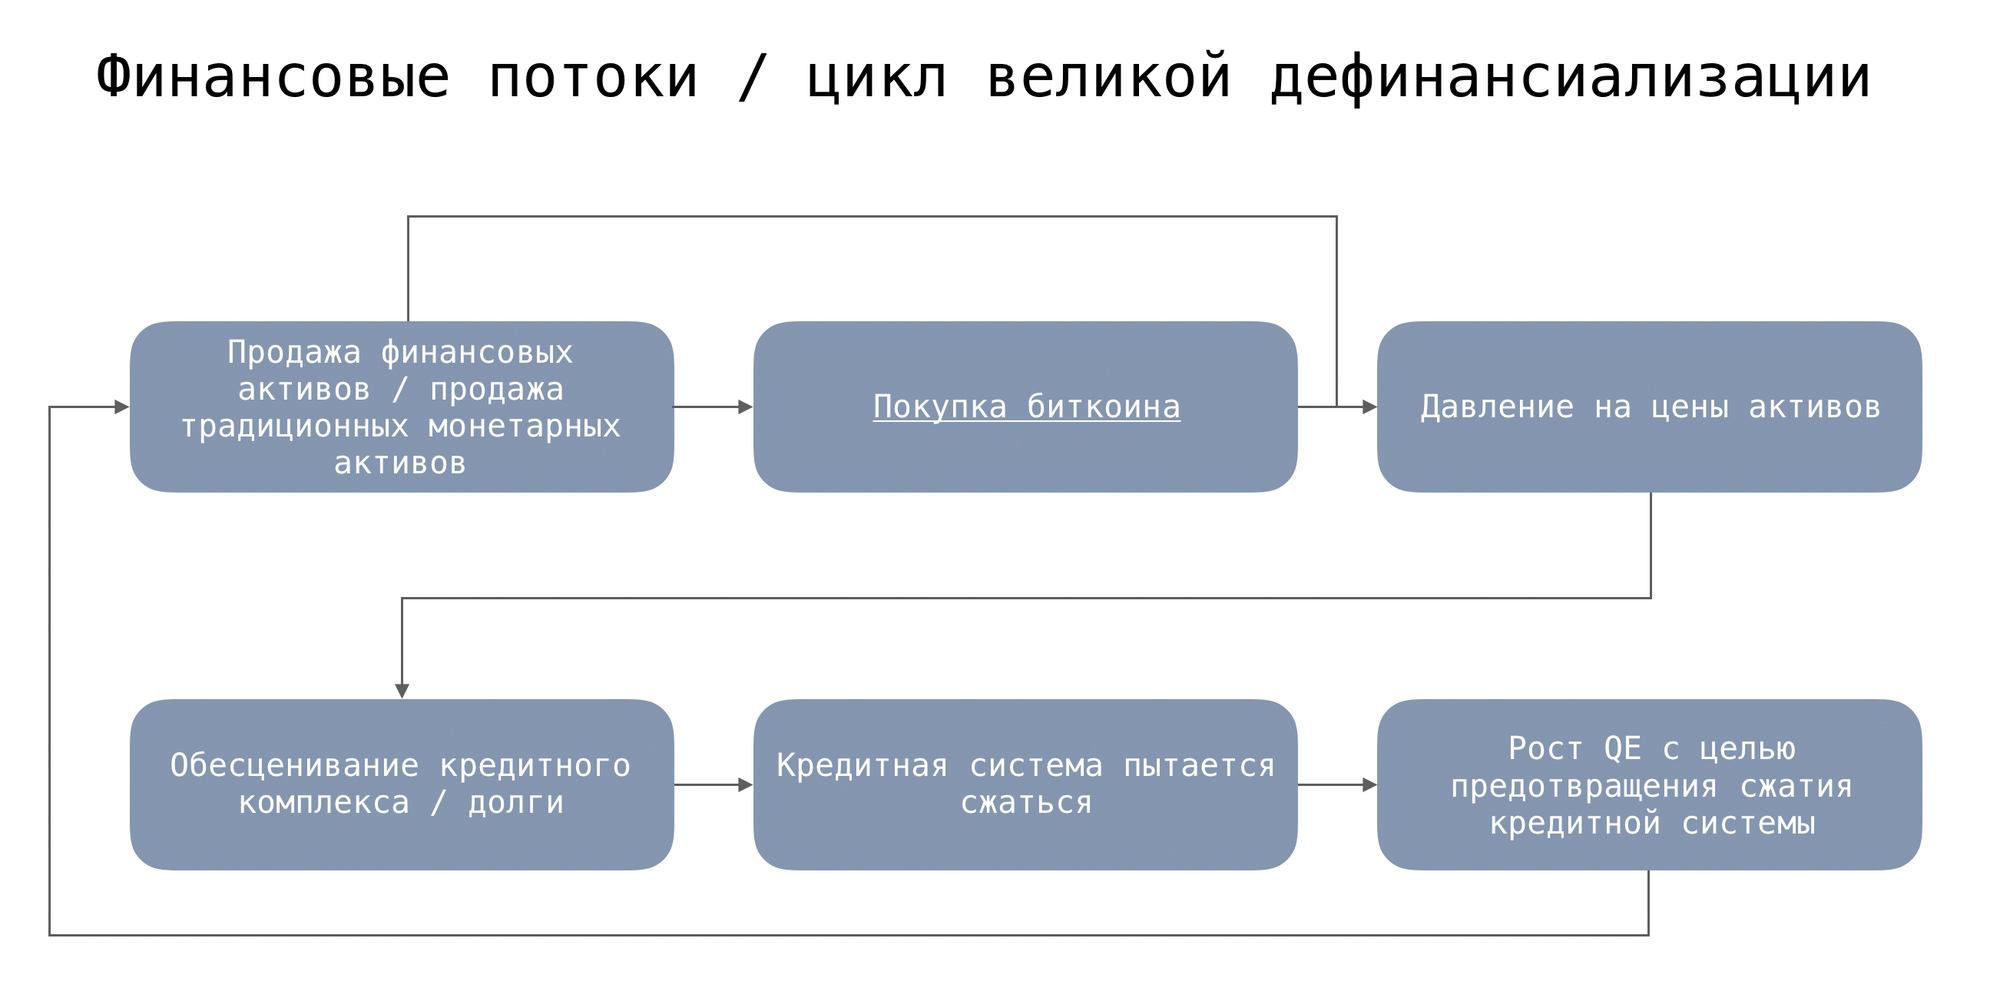 Финансовые потоки / цикл великой дефинансиализации
Продажа финансовых
активов / продажа
традиционных монетарных
активов
Покупка биткоина
Давление на цены активов
Обесценивание кредитного
комплекса / долги
Кредитная система пытается
сжаться
Рост QE с целью
предотвращения сжатия
кредитной системы